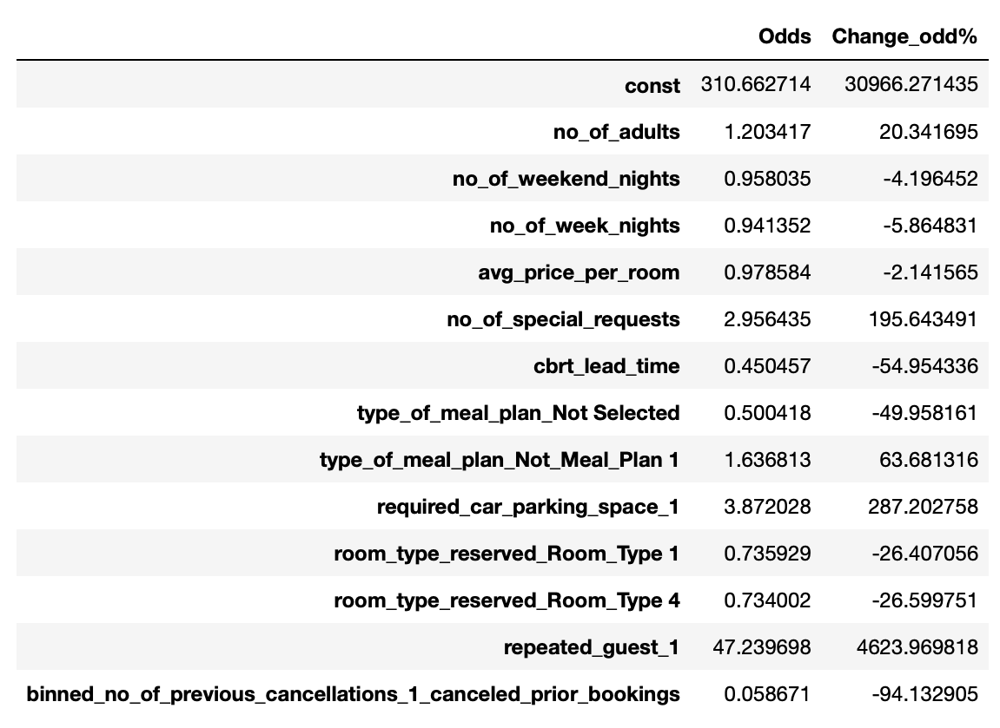 Odds Change_odd%
const 310.662714 30966.271435
no_of_adults 1.203417 20.341695
no_of_weekend_nights 0.958035 -4.196452
no_of_week_nights 0.941352 -5.864831
avg_price_per_room 0.978584 -2.141565
no_of_special_requests 2.956435 195.643491
cbrt_lead_time 0.450457 -54.954336
type_of_meal_plan_Not Selected 0.500418 -49.958161
type_of_meal_plan_Not_Meal_Plan 1 1.636813 63.681316
required_car_parking_space_1 3.872028 287.202758
room_type_reserved_Room_Type 1 0.735929 -26.407056
room_type_reserved_Room_Type 4 0.734002 -26.599751
repeated_guest_1 47.239698 4623.969818
binned_no_of_previous_cancellations_1_canceled_prior_bookings 0.058671 -94.132905